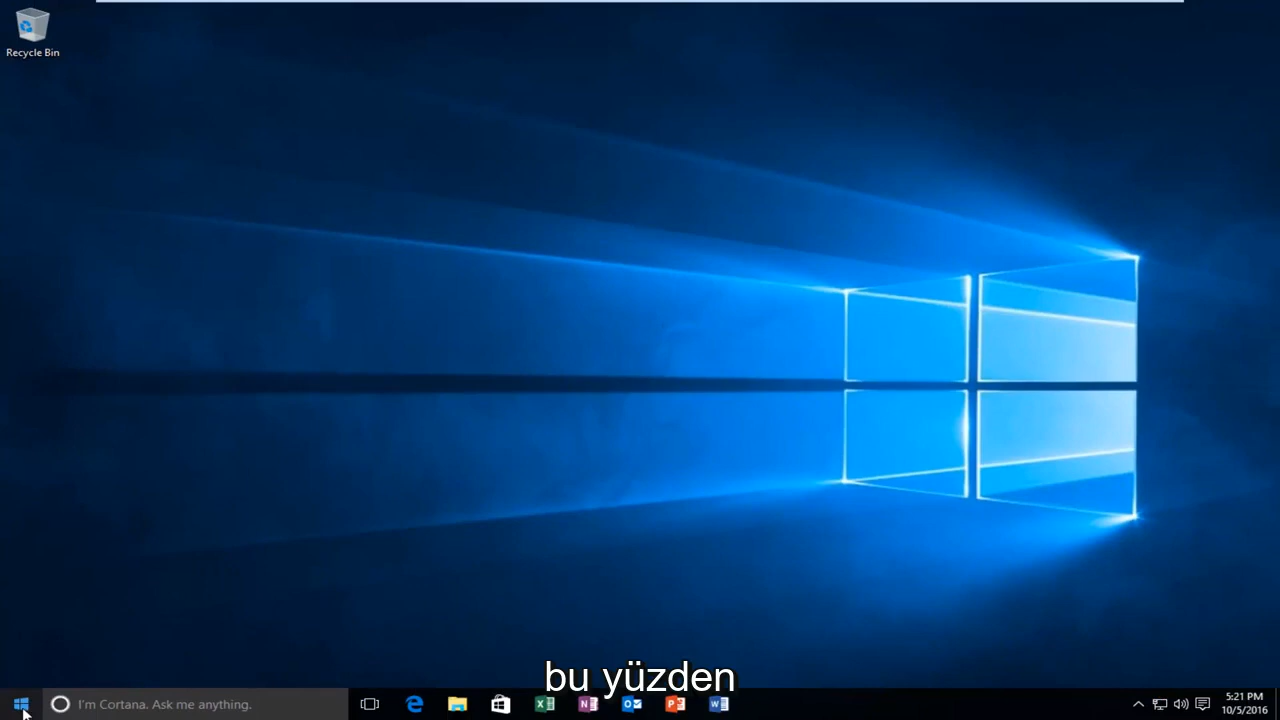 Recycle Bin
bu yüzden
I'm Cortana. Ask me anything.
5:21 PM
10/5/2016